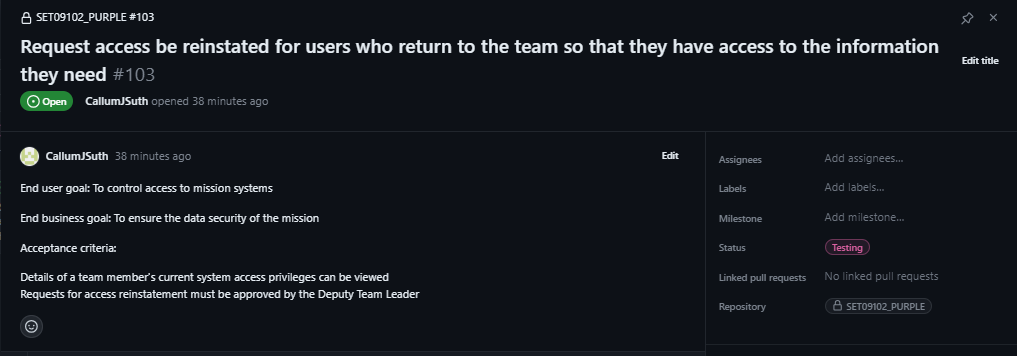 SET09102_PURPLE #103
Request access be reinstated for users who return to the team so that they have access to the information
they need #103
Edit title
Open CallumJSuth opened 38 minutes ago
CallumJSuth 38 minutes ago
Edit
End user goal: To control access to mission systems
End business goal: To ensure the data security of the mission
Acceptance criteria:
Details of a team member's current system access privileges can be viewed
Requests for access reinstatement must be approved by the Deputy Team Leader
Assignees Add assignees...
Labels Add labels...
Milestone Add milestone...
Status Testing
Linked pull requests No linked pull requests
Repository SET09102_PURPLE